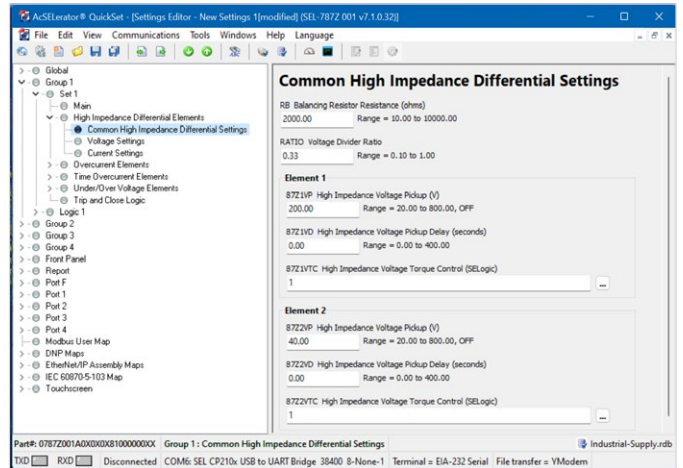 AcSELerator® QuickSet - [Settings Editor - New Settings 1[modified] (SEL-787Z 001 v7.1.0.32)]
File Edit View Communications Tools Windows Help Language
Global
Group 1
Set 1
Main
High Impedance Differential Elements
Common High Impedance Differential Settings
Voltage Settings
Current Settings
Overcurrent Elements
Time Overcurrent Elements
Under/Over Voltage Elements
Trip and Close Logic
Logic 1
Group 2
Group 3
Group 4
Front Panel
Report
Port F
Port 1
Port 2
Port 3
Port 4
Modbus User Map
DNP Maps
EtherNet/IP Assembly Maps
IEC 60870-5-103 Map
Touchscreen
Common High Impedance Differential Settings
RB Balancing Resistor Resistance (ohms)
2000.00 Range = 10.00 to 10000.00
RATIO Voltage Divider Ratio
0.33 Range = 0.10 to 1.00
Element 1
87Z1VP High Impedance Voltage Pickup (V)
200.00 Range = 20.00 to 800.00, OFF
87Z1VD High Impedance Voltage Pickup Delay (seconds)
0.00 Range = 0.00 to 400.00
87Z1VTC High Impedance Voltage Torque Control (SELogic)
1 ...
Element 2
87Z2VP High Impedance Voltage Pickup (V)
40.00 Range = 20.00 to 800.00, OFF
87Z2VD High Impedance Voltage Pickup Delay (seconds)
0.00 Range = 0.00 to 400.00
87Z2VTC High Impedance Voltage Torque Control (SELogic)
1 ...
Part#: 0787Z001A0X0X0X81000000XX Group 1 : Common High Impedance Differential Settings Industrial-Supply.rdb
TXD RXD Disconnected COM6: SEL CP210x USB to UART Bridge 38400 8-None-1 Terminal = EIA-232 Serial File transfer = YModem